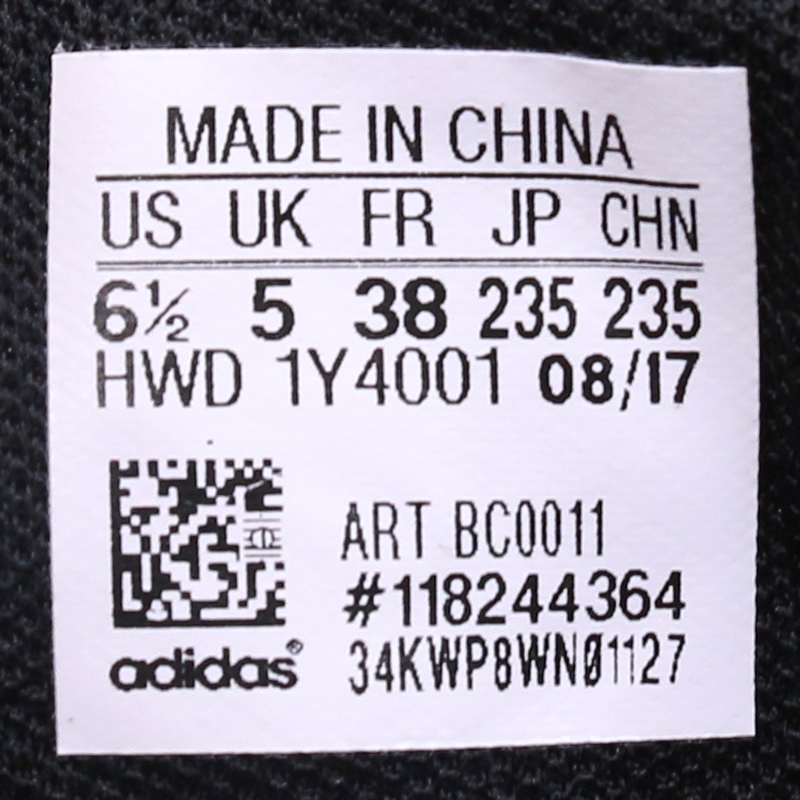 MADE IN CHINA
US UK FR JP CHN
6½ 5 38 235 235
HWD 1Y4001 08/17
ART BC0011
#118244364
adidas® 34KWP8WN01127